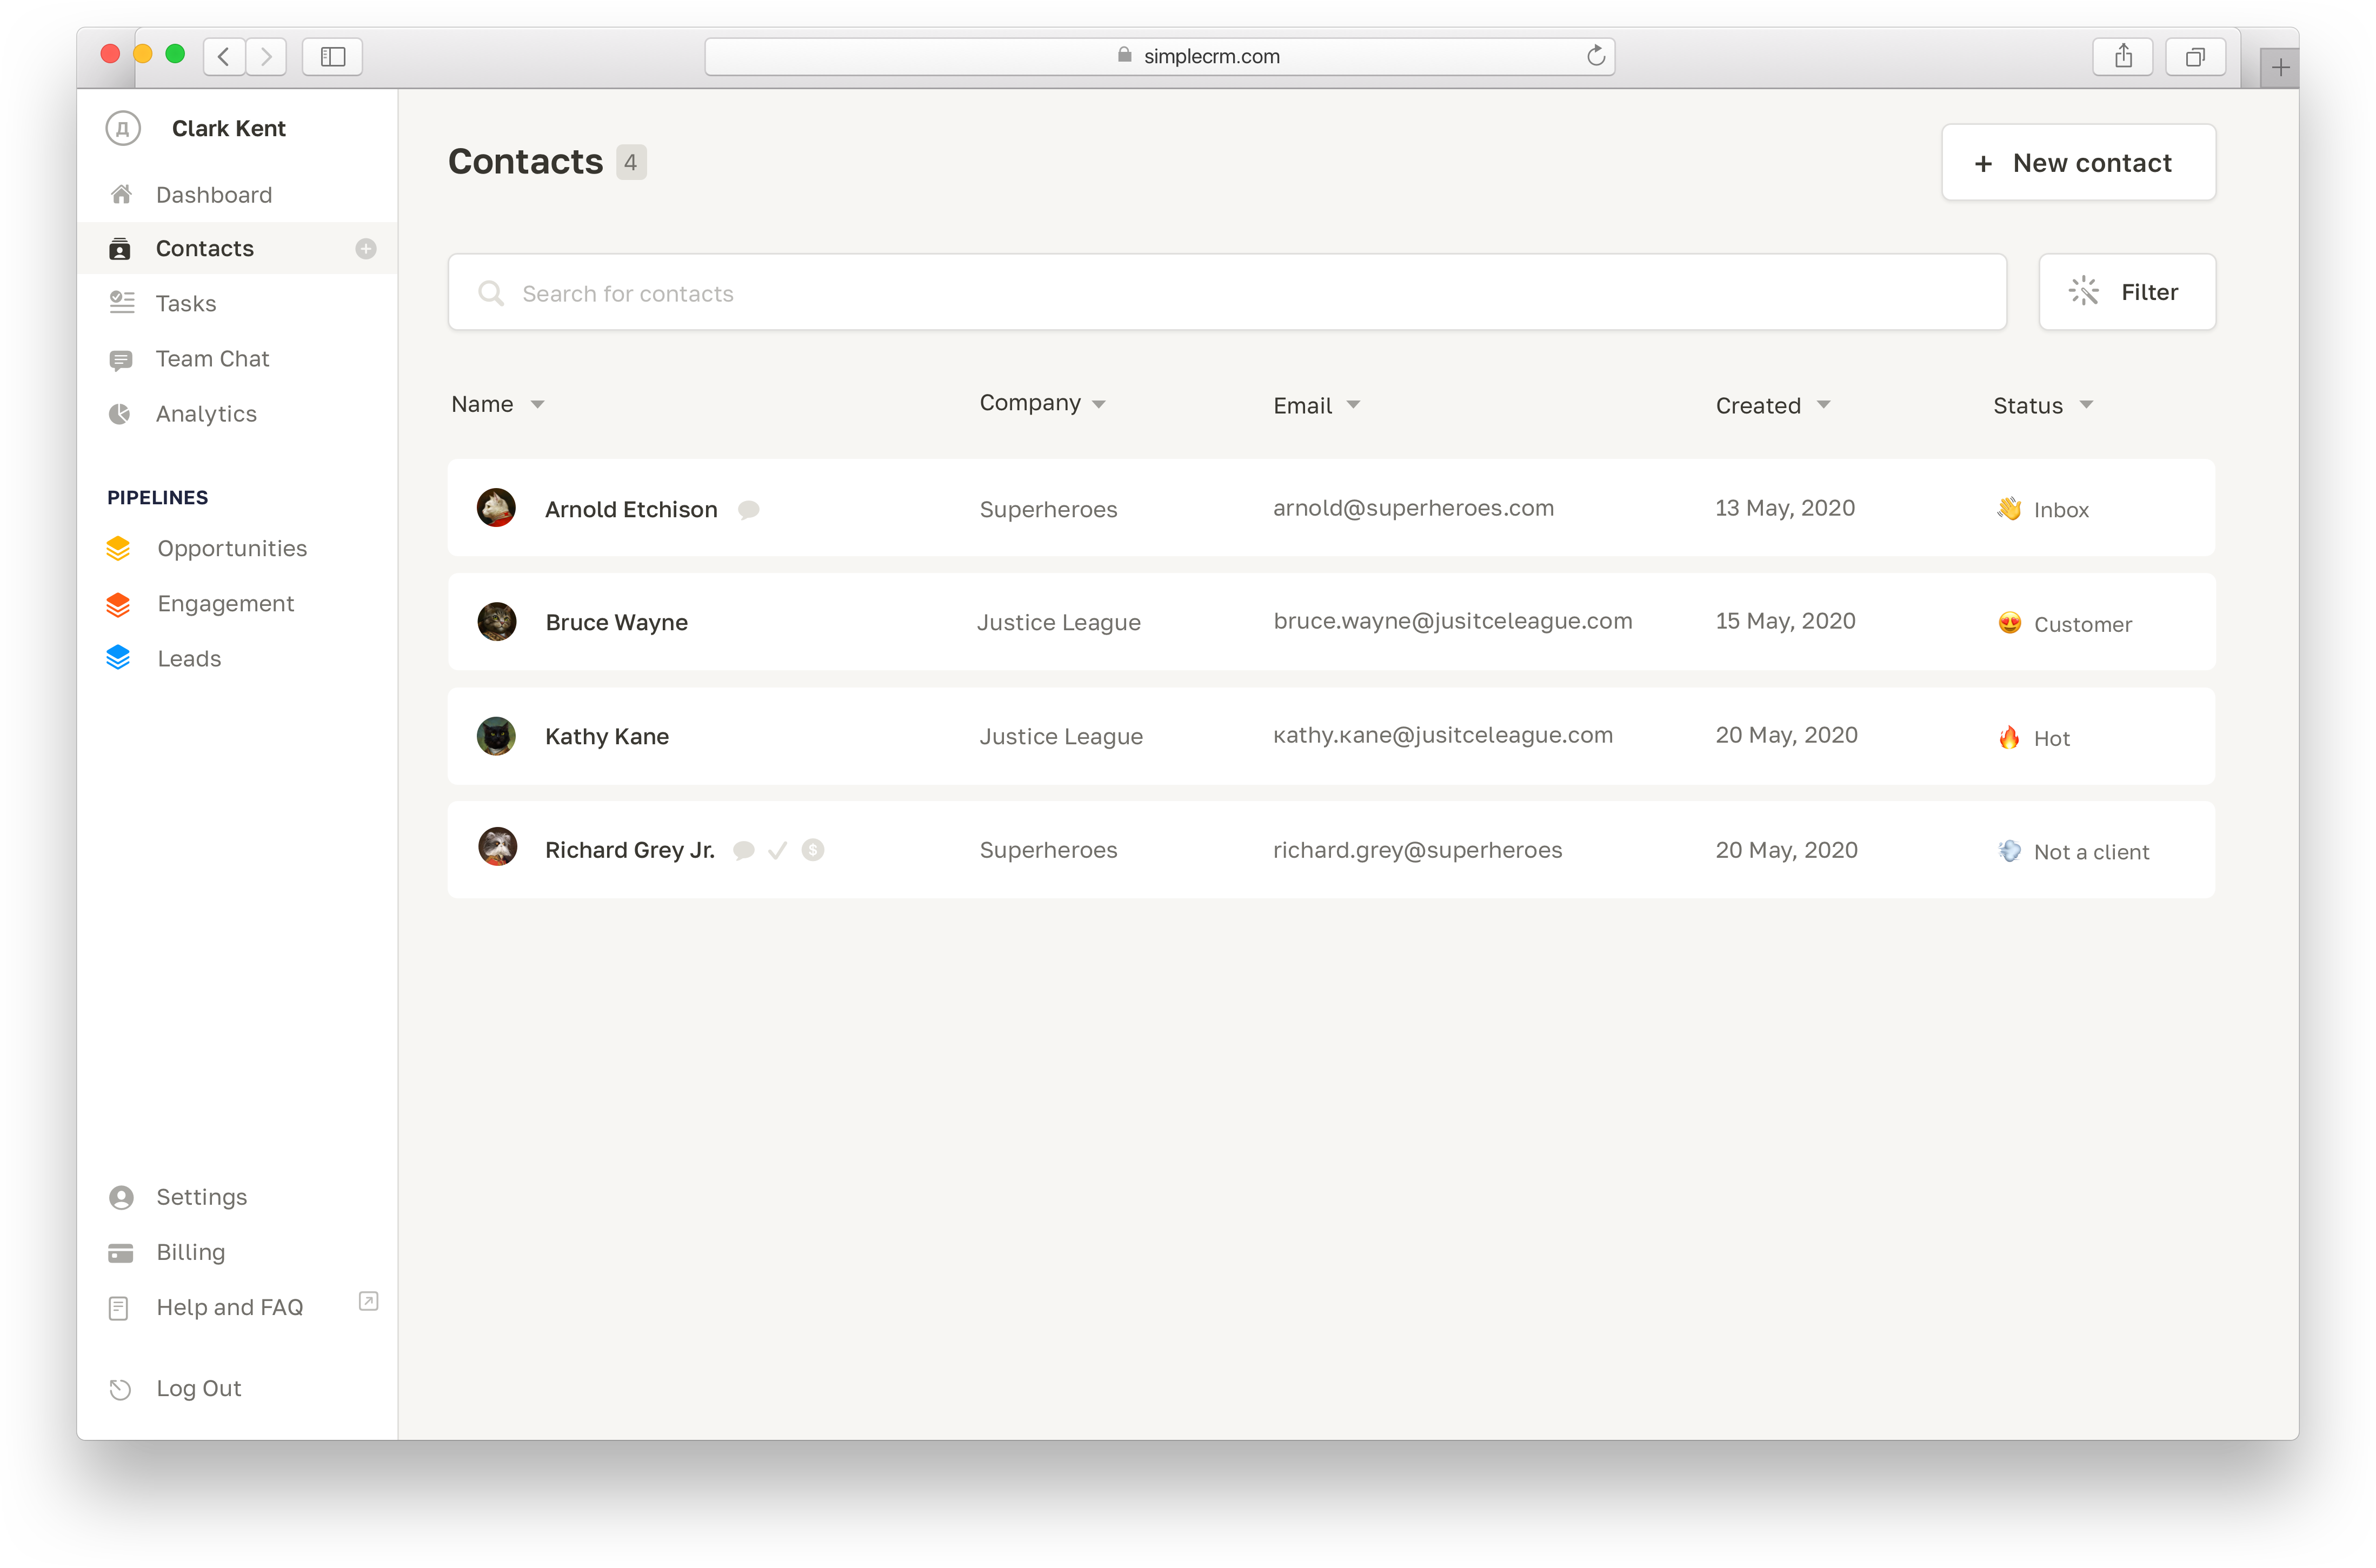 simplecrm.com
Д Clark Kent
Dashboard
Contacts
Tasks
Team Chat
Analytics
PIPELINES
Opportunities
Engagement
Leads
Settings
Billing
Help and FAQ
Log Out
Contacts 4
+ New contact
Search for contacts
Filter
Name Company Email Created Status
Arnold Etchison Superheroes arnold@superheroes.com 13 May, 2020 👋 Inbox
Bruce Wayne Justice League bruce.wayne@jusitceleague.com 15 May, 2020 😍 Customer
Kathy Kane Justice League кathy.кane@jusitceleague.com 20 May, 2020 🔥 Hot
Richard Grey Jr. $ Superheroes richard.grey@superheroes 20 May, 2020 💨 Not a client